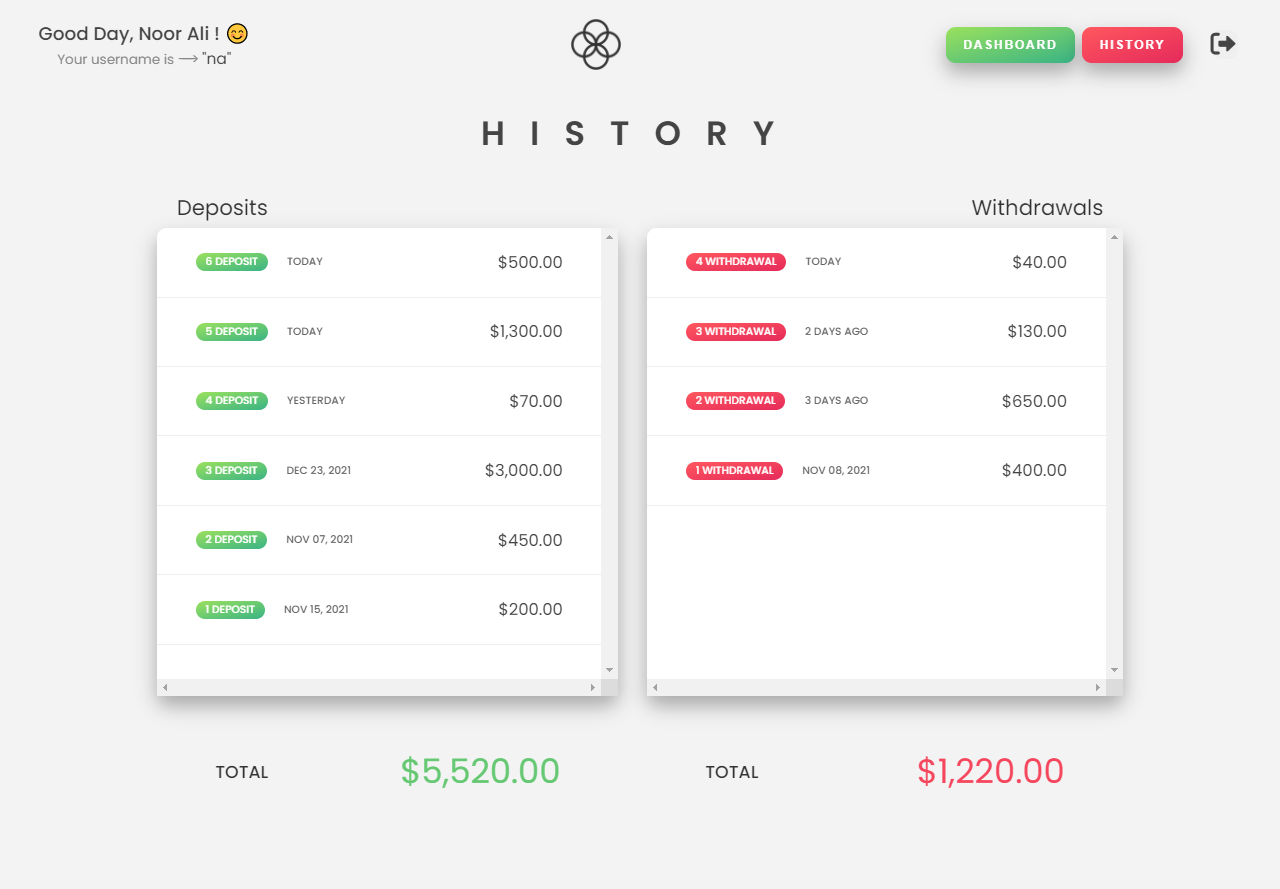 Good Day, Noor Ali ! 😊
Your username is ⟶ "na"
DASHBOARD
HISTORY
HISTORY
Deposits
6 DEPOSIT TODAY $500.00
5 DEPOSIT TODAY $1,300.00
4 DEPOSIT YESTERDAY $70.00
3 DEPOSIT DEC 23, 2021 $3,000.00
2 DEPOSIT NOV 07, 2021 $450.00
1 DEPOSIT NOV 15, 2021 $200.00
TOTAL $5,520.00
Withdrawals
4 WITHDRAWAL TODAY $40.00
3 WITHDRAWAL 2 DAYS AGO $130.00
2 WITHDRAWAL 3 DAYS AGO $650.00
1 WITHDRAWAL NOV 08, 2021 $400.00
TOTAL $1,220.00